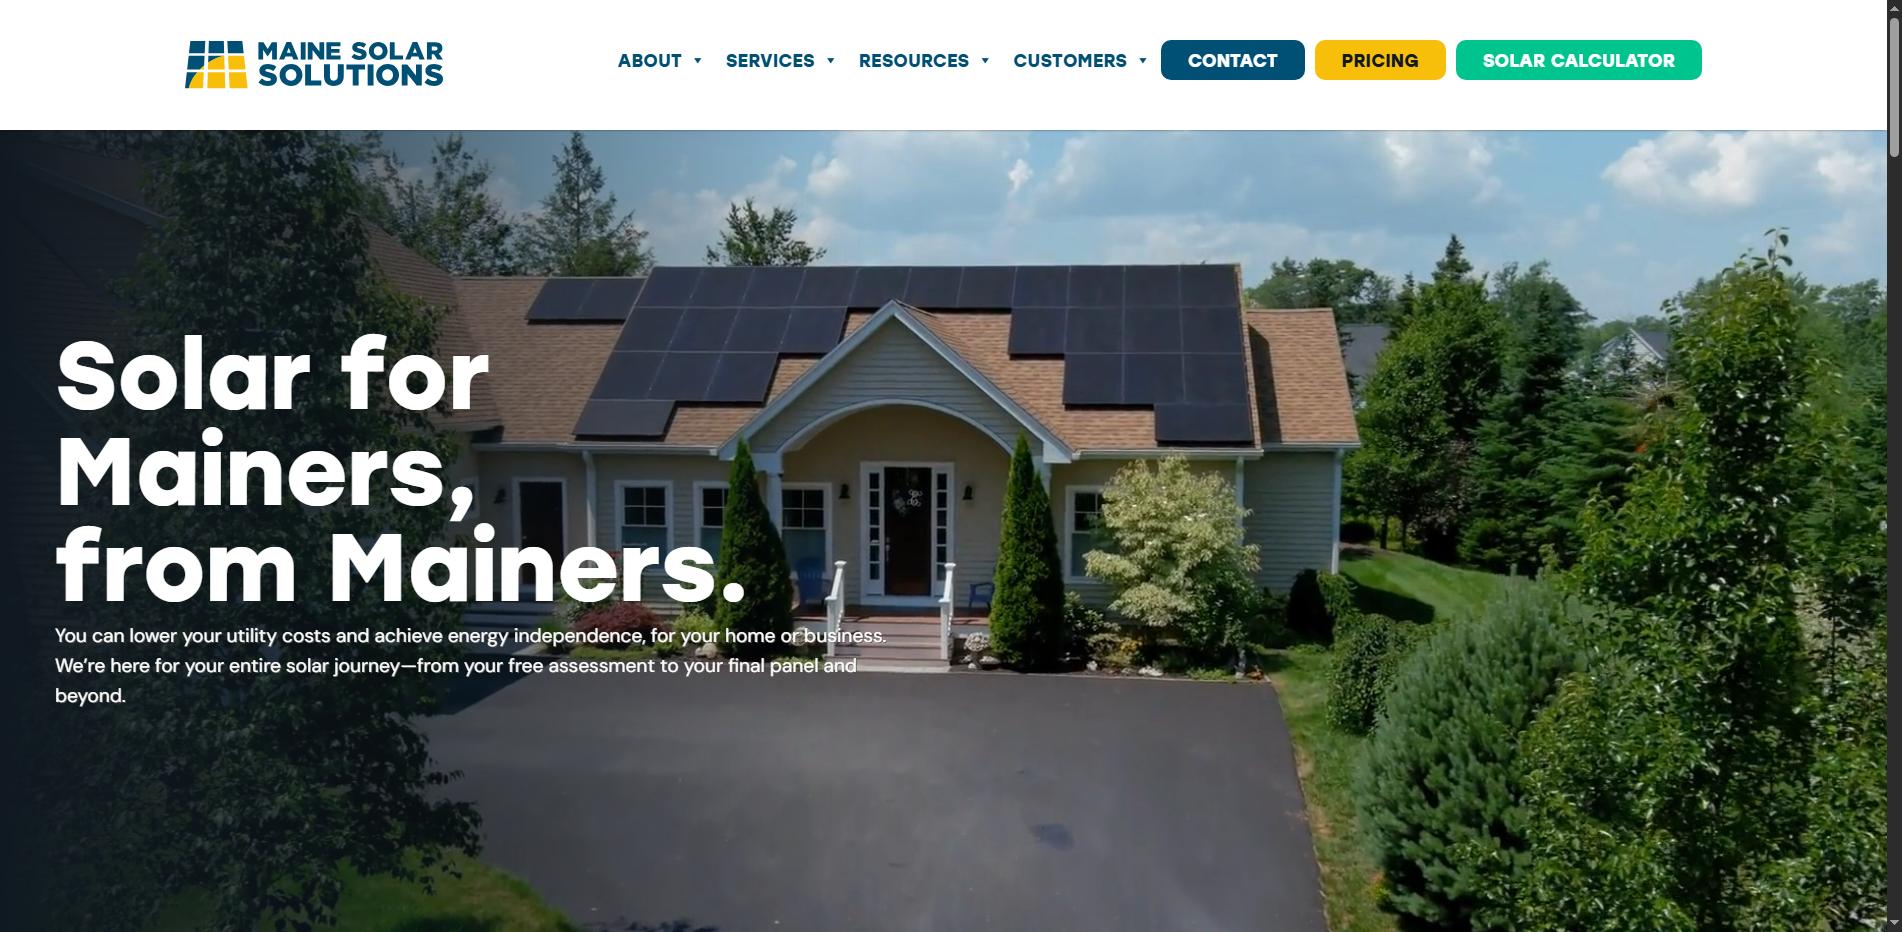 MAINE SOLAR
SOLUTIONS
ABOUT
SERVICES
RESOURCES
CUSTOMERS
CONTACT
PRICING
SOLAR CALCULATOR
Solar for
Mainers,
from Mainers.
You can lower your utility costs and achieve energy independence, for your home or business.
We’re here for your entire solar journey—from your free assessment to your final panel and
beyond.